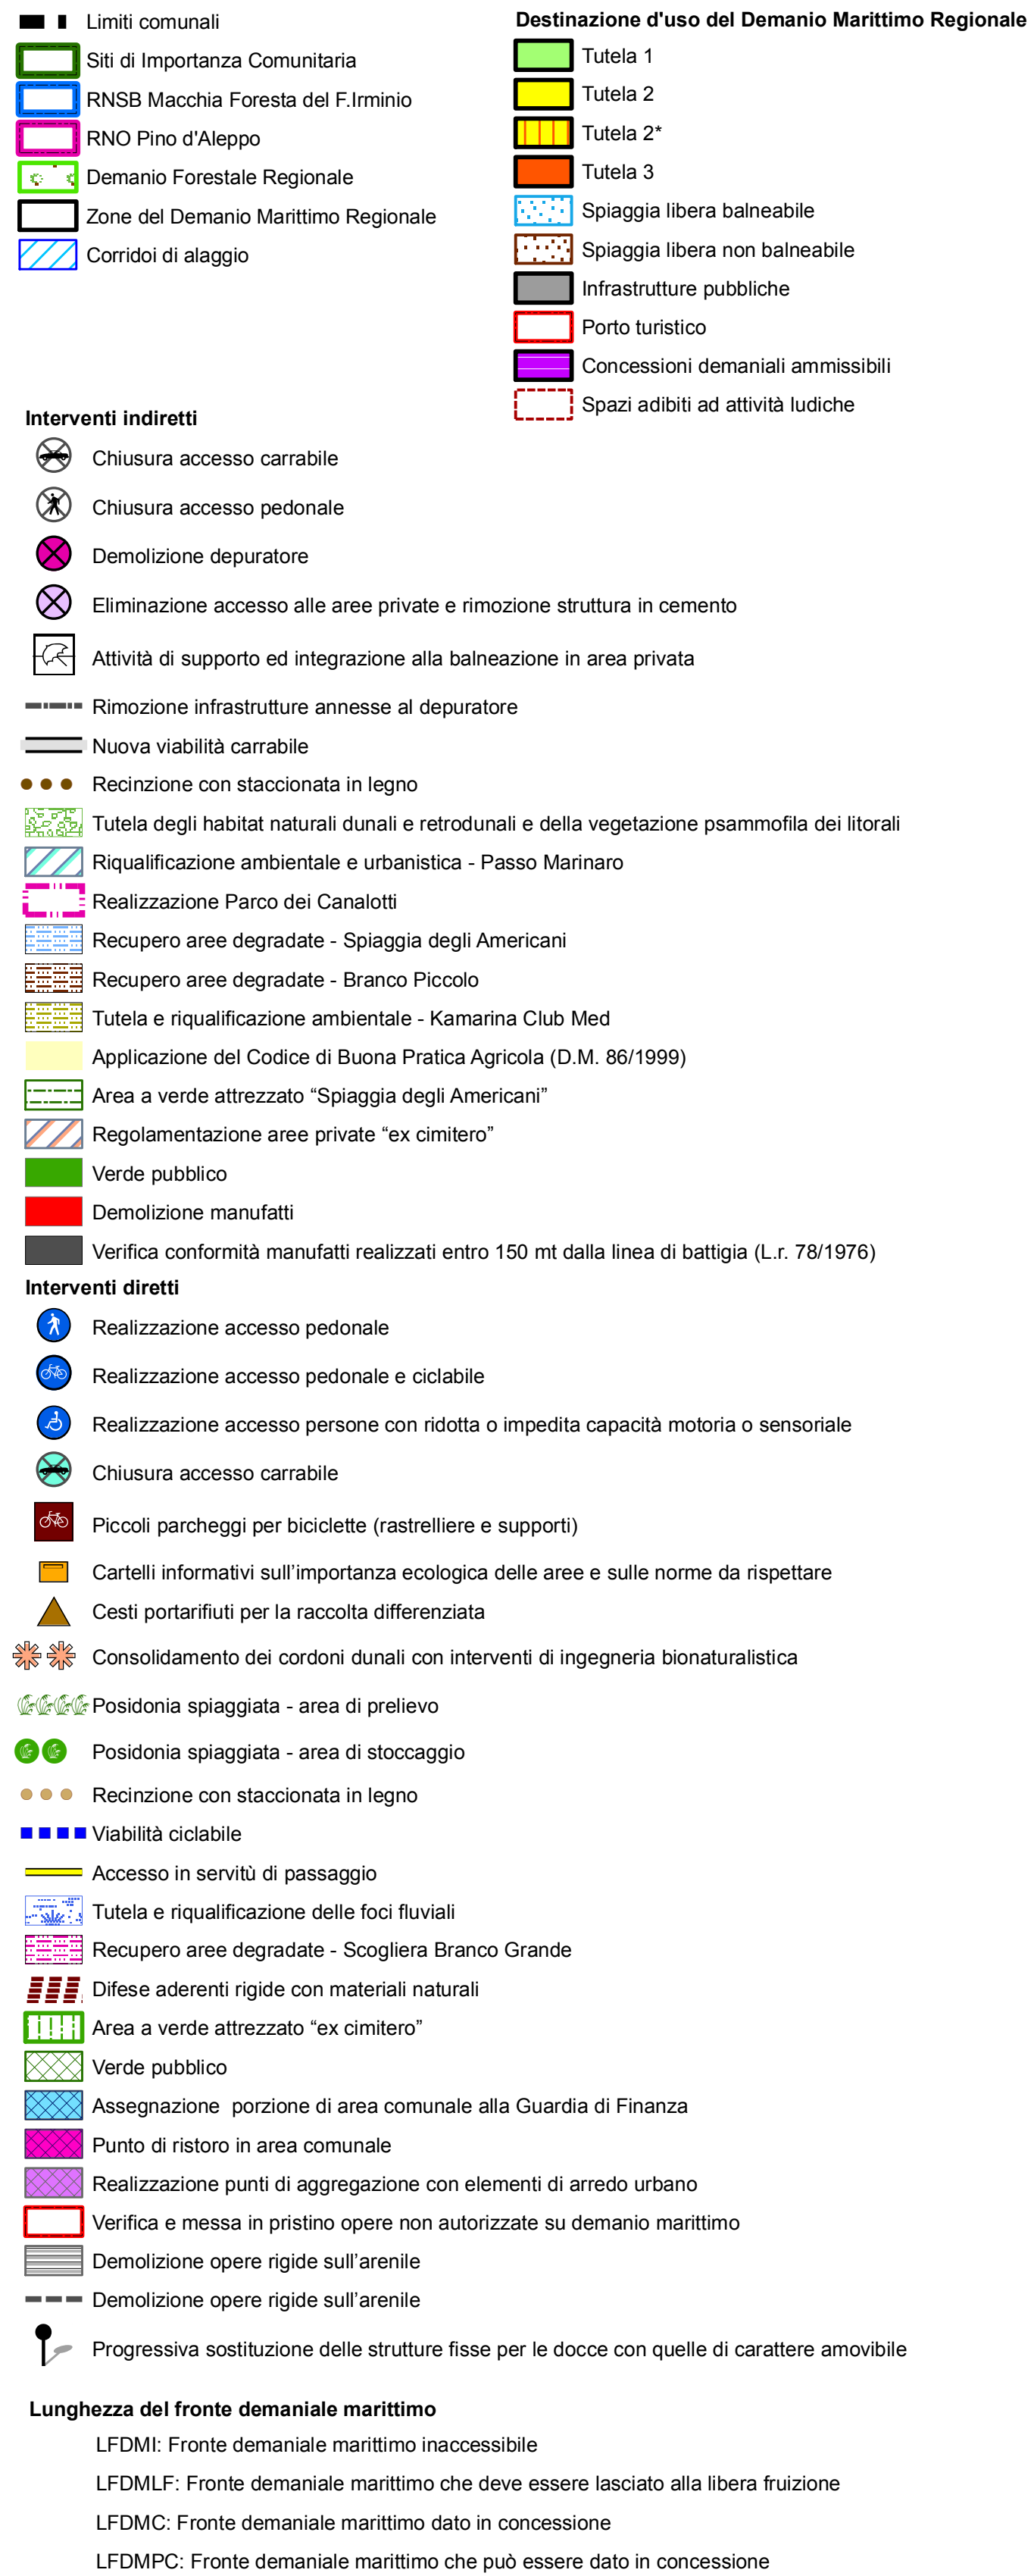 Limiti comunali
Siti di Importanza Comunitaria
RNSB Macchia Foresta del F.Irminio
RNO Pino d'Aleppo
Demanio Forestale Regionale
Zone del Demanio Marittimo Regionale
Corridoi di alaggio
Destinazione d'uso del Demanio Marittimo Regionale
Tutela 1
Tutela 2
Tutela 2*
Tutela 3
Spiaggia libera balneabile
Spiaggia libera non balneabile
Infrastrutture pubbliche
Porto turistico
Concessioni demaniali ammissibili
Spazi adibiti ad attività ludiche
Interventi indiretti
Chiusura accesso carrabile
Chiusura accesso pedonale
Demolizione depuratore
Eliminazione accesso alle aree private e rimozione struttura in cemento
Attività di supporto ed integrazione alla balneazione in area privata
Rimozione infrastrutture annesse al depuratore
Nuova viabilità carrabile
Recinzione con staccionata in legno
Tutela degli habitat naturali dunali e retrodunali e della vegetazione psammofila dei litorali
Riqualificazione ambientale e urbanistica - Passo Marinaro
Realizzazione Parco dei Canalotti
Recupero aree degradate - Spiaggia degli Americani
Recupero aree degradate - Branco Piccolo
Tutela e riqualificazione ambientale - Kamarina Club Med
Applicazione del Codice di Buona Pratica Agricola (D.M. 86/1999)
Area a verde attrezzato “Spiaggia degli Americani”
Regolamentazione aree private “ex cimitero”
Verde pubblico
Demolizione manufatti
Verifica conformità manufatti realizzati entro 150 mt dalla linea di battigia (L.r. 78/1976)
Interventi diretti
Realizzazione accesso pedonale
Realizzazione accesso pedonale e ciclabile
Realizzazione accesso persone con ridotta o impedita capacità motoria o sensoriale
Chiusura accesso carrabile
Piccoli parcheggi per biciclette (rastrelliere e supporti)
Cartelli informativi sull’importanza ecologica delle aree e sulle norme da rispettare
Cesti portarifiuti per la raccolta differenziata
Consolidamento dei cordoni dunali con interventi di ingegneria bionaturalistica
Posidonia spiaggiata - area di prelievo
Posidonia spiaggiata - area di stoccaggio
Recinzione con staccionata in legno
Viabilità ciclabile
Accesso in servitù di passaggio
Tutela e riqualificazione delle foci fluviali
Recupero aree degradate - Scogliera Branco Grande
Difese aderenti rigide con materiali naturali
Area a verde attrezzato “ex cimitero”
Verde pubblico
Assegnazione porzione di area comunale alla Guardia di Finanza
Punto di ristoro in area comunale
Realizzazione punti di aggregazione con elementi di arredo urbano
Verifica e messa in pristino opere non autorizzate su demanio marittimo
Demolizione opere rigide sull’arenile
Demolizione opere rigide sull’arenile
Progressiva sostituzione delle strutture fisse per le docce con quelle di carattere amovibile
Lunghezza del fronte demaniale marittimo
LFDMI: Fronte demaniale marittimo inaccessibile
LFDMLF: Fronte demaniale marittimo che deve essere lasciato alla libera fruizione
LFDMC: Fronte demaniale marittimo dato in concessione
LFDMPC: Fronte demaniale marittimo che può essere dato in concessione